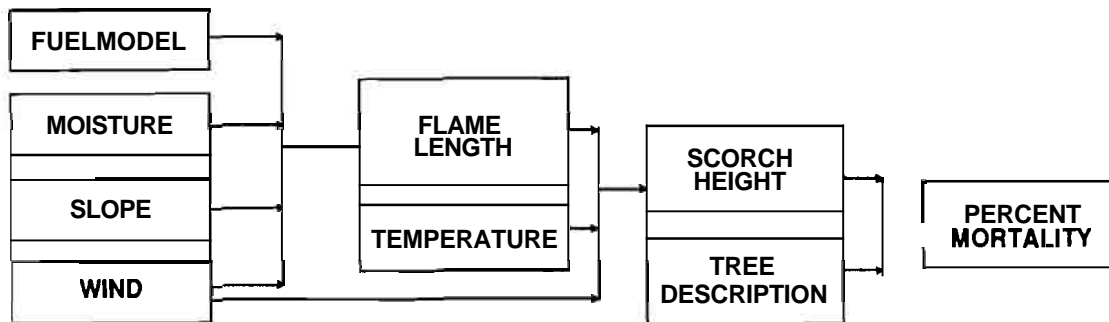 FUELMODEL
MOISTURE
SLOPE
WIND
FLAME
LENGTH
TEMPERATURE
SCORCH
HEIGHT
TREE
DESCRIPTION
PERCENT
MORTALITY